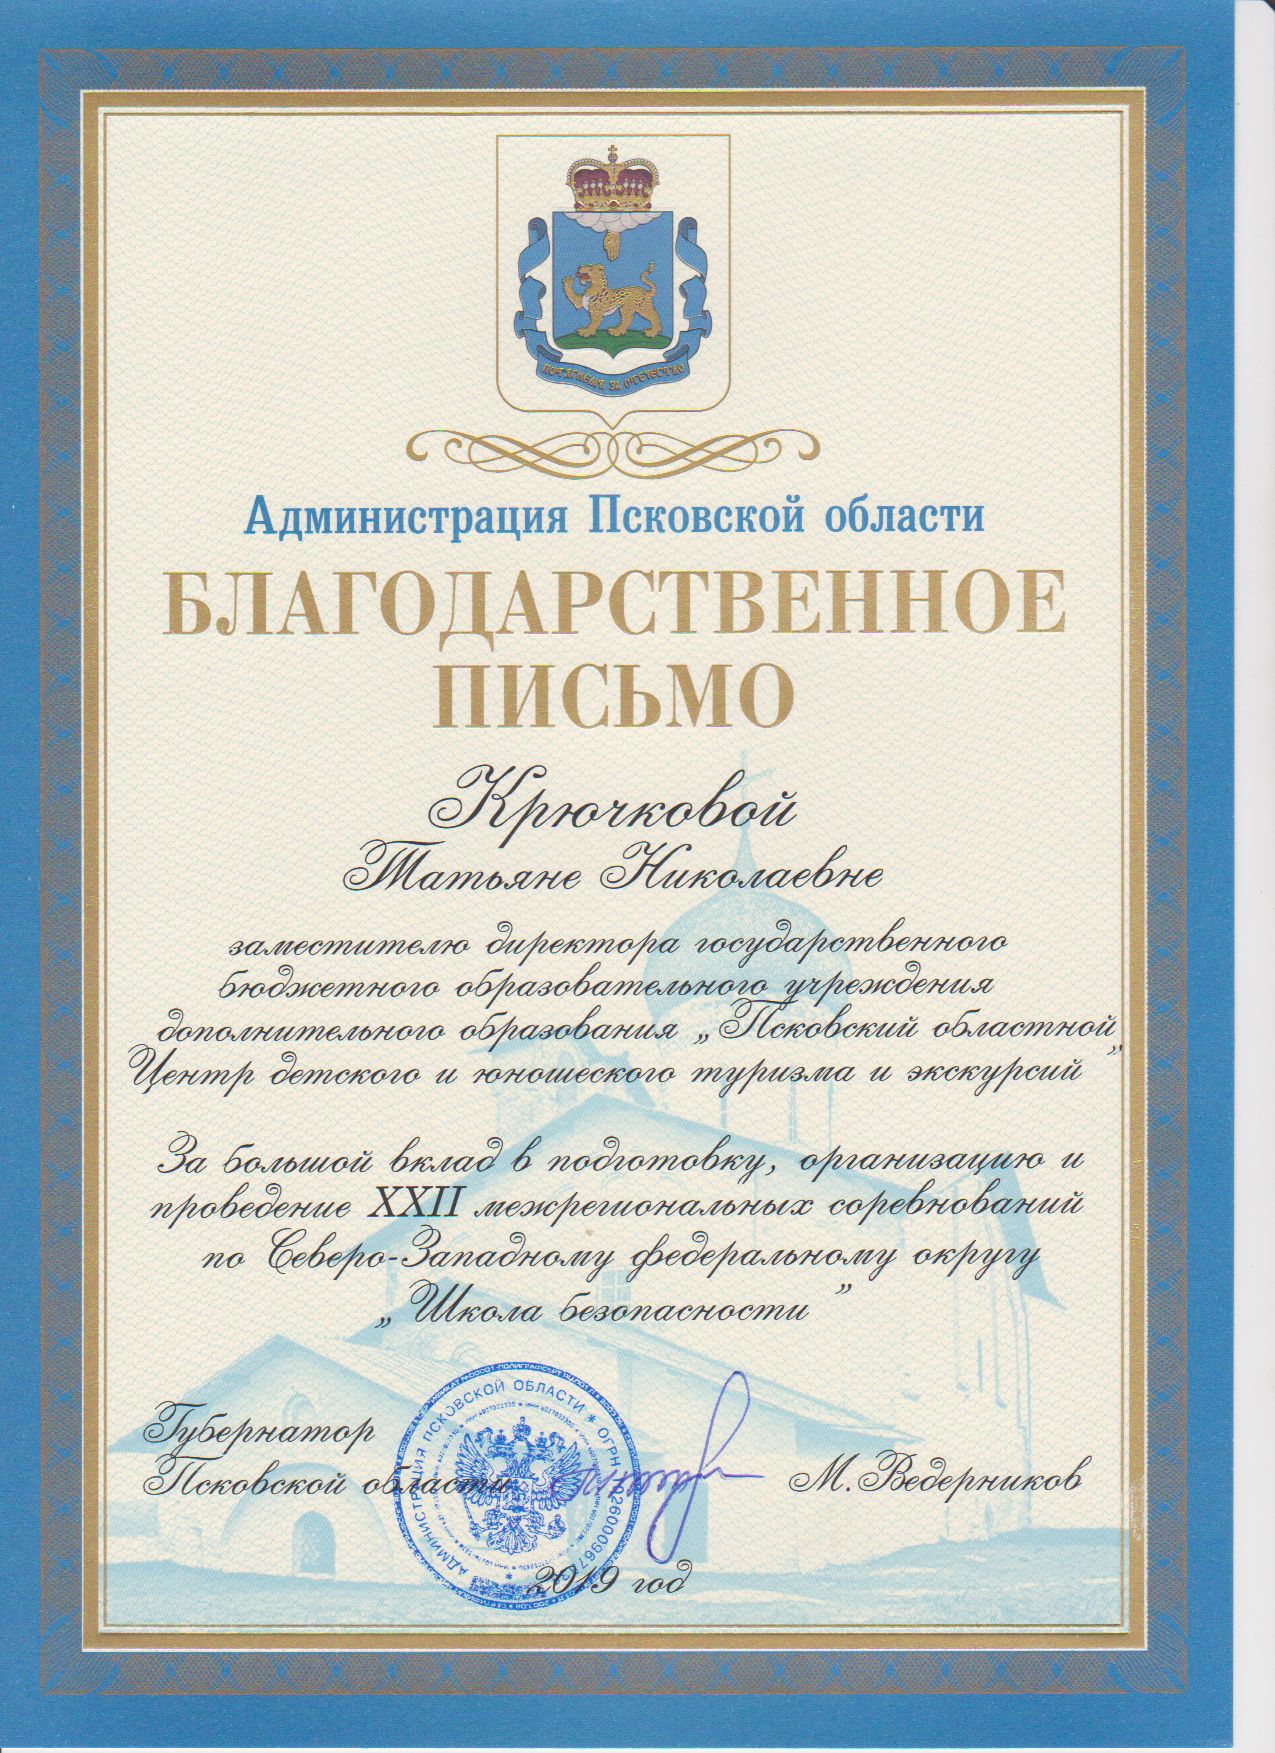 ПОСЯГНЕМЪ ЗА ОТЕЧЕСТВО
Администрация Псковской области
БЛАГОДАРСТВЕННОЕ
ПИСЬМО
Крючковой
Татьяне Николаевне
заместителю директора государственного
бюджетного образовательного учреждения
дополнительного образования „Псковский областной
Центр детского и юношеского туризма и экскурсий”
За большой вклад в подготовку, организацию и
проведение XXII межрегиональных соревнований
по Северо-Западному федеральному округу
„Школа безопасности”
Губернатор
Псковской области
М. Ведерников
АДМИНИСТРАЦИЯ ПСКОВСКОЙ ОБЛАСТИ * ОГРН
2019 год